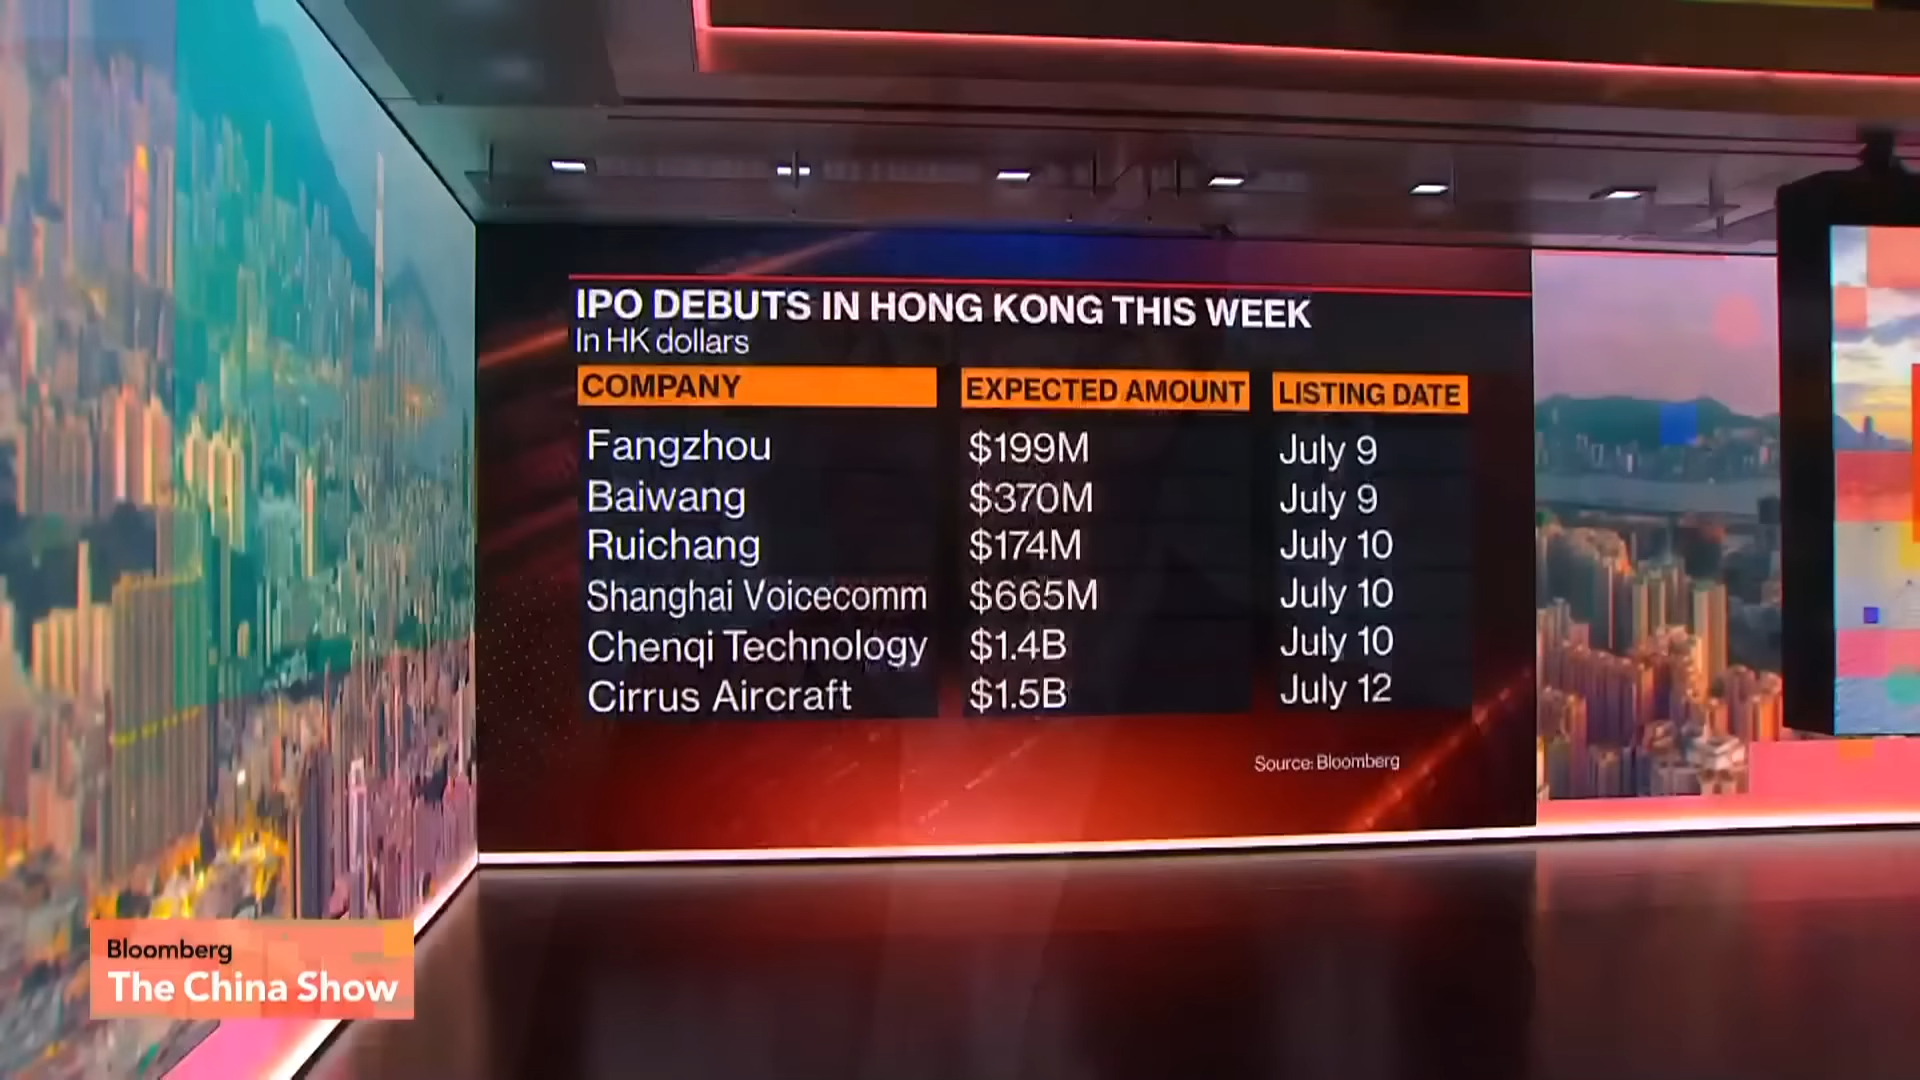 IPO DEBUTS IN HONG KONG THIS WEEK
In HK dollars
COMPANY EXPECTED AMOUNT LISTING DATE
Fangzhou $199M July 9
Baiwang $370M July 9
Ruichang $174M July 10
Shanghai Voicecomm $665M July 10
Chenqi Technology $1.4B July 10
Cirrus Aircraft $1.5B July 12
Source: Bloomberg
Bloomberg
The China Show